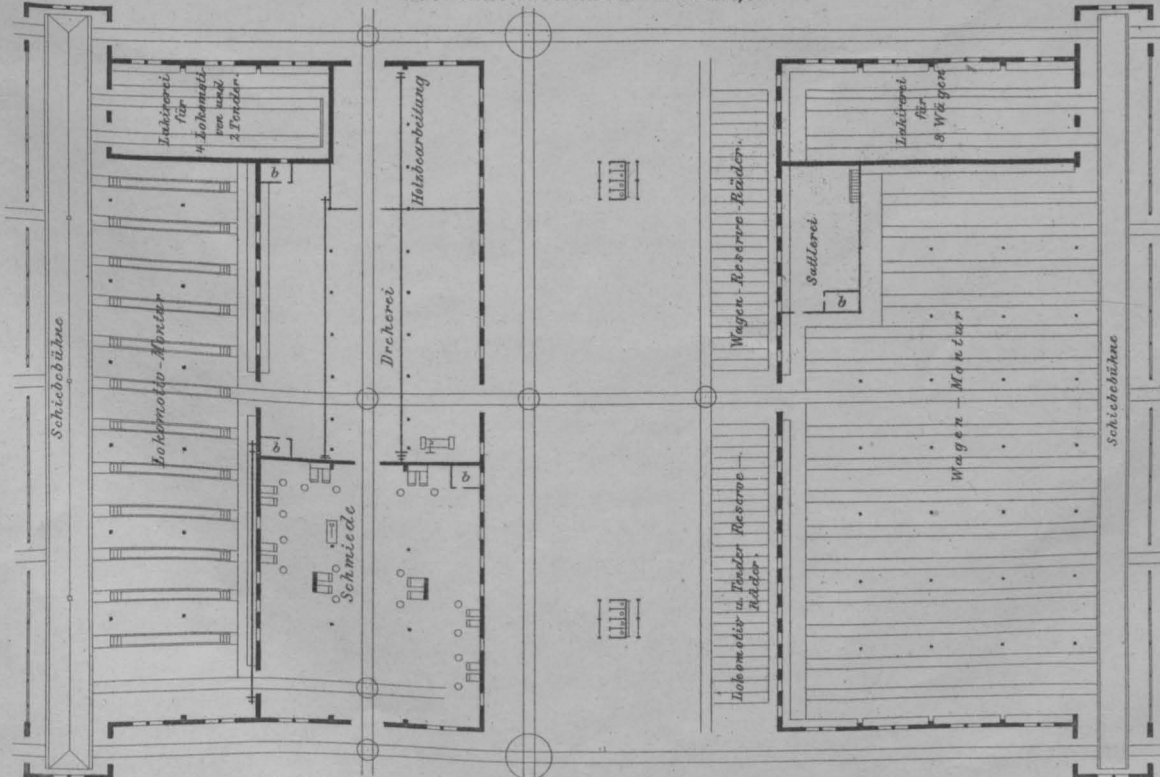 Schiebebühne
Lokomotiv-Montur
Lakirerei
für
4 Lokomoti
ven und
2 Tender.
b
b
b
Holzbearbeitung
Dreherei
Schmiede
Wagen-Reserve-Räder.
Lokomotiv u. Tender Reserve-
Räder.
Lakirerei
für
8 Wägen
Sattlerei
b
Wagen-Montur
Schiebebühne